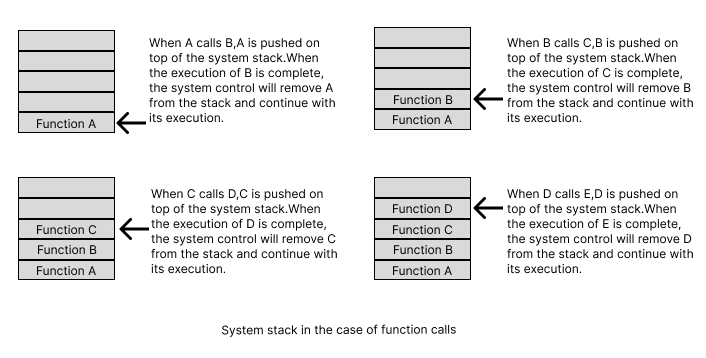 When A calls B,A is pushed on
top of the system stack.When
the execution of B is complete,
the system control will remove A
from the stack and continue with
its execution.
Function A
When B calls C,B is pushed on
top of the system stack.When
the execution of C is complete,
the system control will remove B
from the stack and continue with
its execution.
Function B
Function A
When C calls D,C is pushed on
top of the system stack.When
the execution of D is complete,
the system control will remove C
from the stack and continue with
its execution.
Function C
Function B
Function A
When D calls E,D is pushed on
top of the system stack.When
the execution of E is complete,
the system control will remove D
from the stack and continue with
its execution.
Function D
Function C
Function B
Function A
System stack in the case of function calls